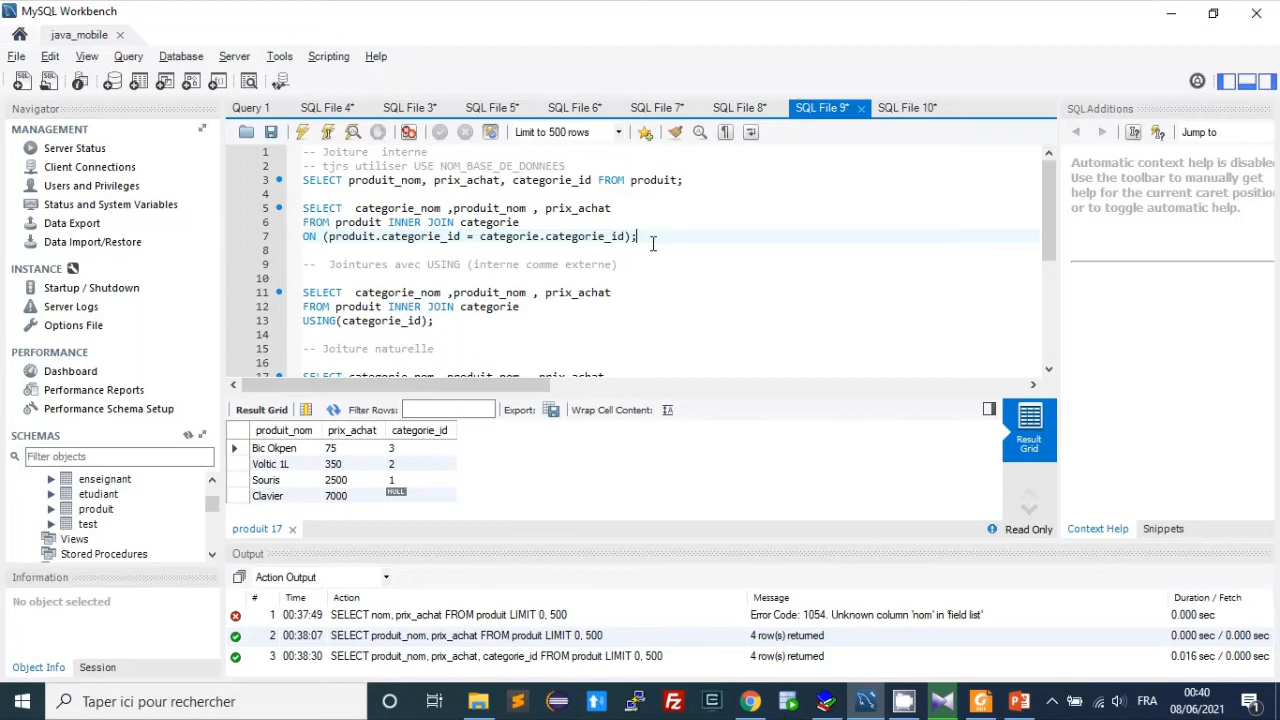 MySQL Workbench
java_mobile
File Edit View Query Database Server Tools Scripting Help
Navigator
MANAGEMENT
Server Status
Client Connections
Users and Privileges
Status and System Variables
Data Export
Data Import/Restore
INSTANCE
Startup / Shutdown
Server Logs
Options File
PERFORMANCE
Dashboard
Performance Reports
Performance Schema Setup
SCHEMAS
Filter objects
enseignant
etudiant
produit
test
Views
Stored Procedures
Information
No object selected
Object Info Session
Query 1 SQL File 4* SQL File 3* SQL File 5* SQL File 6* SQL File 7* SQL File 8* SQL File 9* SQL File 10*
Limit to 500 rows
1 -- Joiture interne
2 -- tjrs utiliser USE NOM_BASE_DE_DONNEES
3 SELECT produit_nom, prix_achat, categorie_id FROM produit;
4
5 SELECT categorie_nom ,produit_nom , prix_achat
6 FROM produit INNER JOIN categorie
7 ON (produit.categorie_id = categorie.categorie_id);
8
9 -- Jointures avec USING (interne comme externe)
10
11 SELECT categorie_nom ,produit_nom , prix_achat
12 FROM produit INNER JOIN categorie
13 USING(categorie_id);
14
15 -- Joiture naturelle
16
17 SELECT categorie_nom ,produit_nom , prix_achat
Result Grid Filter Rows: Export: Wrap Cell Content:
produit_nom prix_achat categorie_id
Bic Okpen 75 3
Voltic 1L 350 2
Souris 2500 1
Clavier 7000 NULL
Result
Grid
produit 17
Read Only
SQLAdditions
Jump to
Automatic context help is disable
Use the toolbar to manually get
help for the current caret positio
or to toggle automatic help.
Context Help Snippets
Output
Action Output
# Time Action Message Duration / Fetch
1 00:37:49 SELECT nom, prix_achat FROM produit LIMIT 0, 500 Error Code: 1054. Unknown column 'nom' in 'field list' 0.000 sec
2 00:38:07 SELECT produit_nom, prix_achat FROM produit LIMIT 0, 500 4 row(s) returned 0.000 sec / 0.000 sec
3 00:38:30 SELECT produit_nom, prix_achat, categorie_id FROM produit LIMIT 0, 500 4 row(s) returned 0.016 sec / 0.000 sec
Taper ici pour rechercher
FRA
00:40
08/06/2021